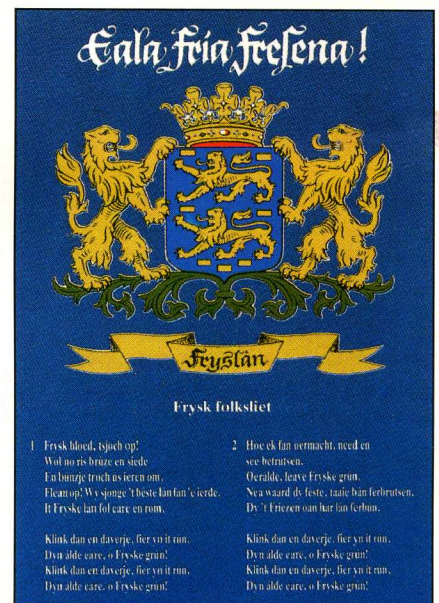 Eala Fria Fresena!
Fryslân
Frysk folksliet
1 Frysk bloed, tsjoch op!
Wol no ris brûze en siede
En bûnzje troch ús ieren om.
Flean op! Wy sjonge 't bêste lân fan 'e ierde.
It Fryske lân fol eare en rom.
Klink dan en daverje, fier yn it rûn,
Dyn âlde eare, o Fryske grûn!
Klink dan en daverje, fier yn it rûn,
Dyn âlde eare, o Fryske grûn!
2 Hoe ek fan oermacht, need en
see betrutsen,
Oerâlde, leave Fryske grûn,
Nea waard dy fêste, taaie bân ferbrutsen,
Dy 't Friezen oan har lân ferbûn.
Klink dan en daverje, fier yn it rûn,
Dyn âlde eare, o Fryske grûn!
Klink dan en daverje, fier yn it rûn,
Dyn âlde eare, o Fryske grûn!